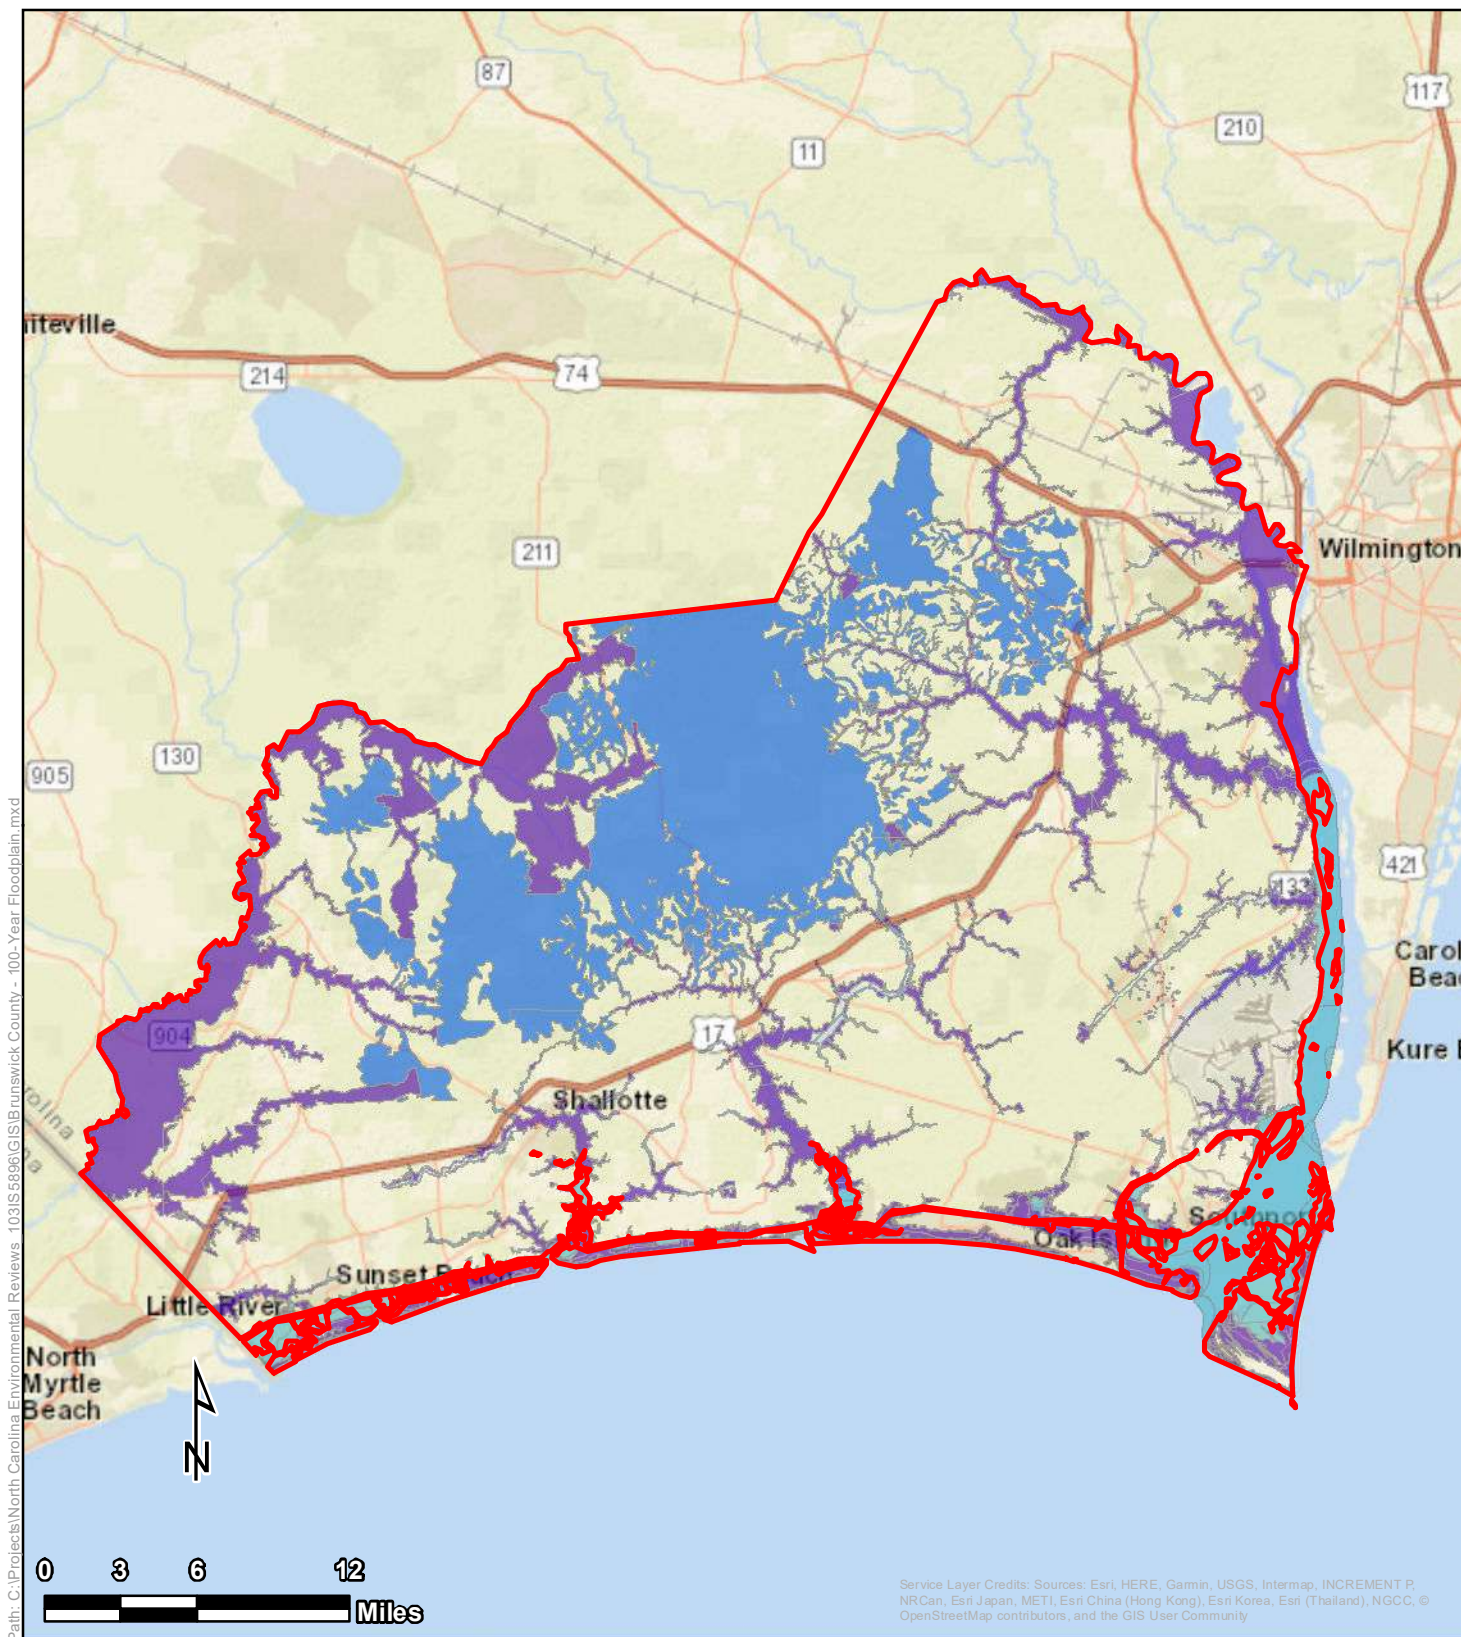 87
117
11
210
iteville
214
74
Wilmington
211
130
905
421
133
Carol
Beac
904
17
Kure B
Shallotte
rolina
na
Southport
Oak Is
Sunset Beach
Little River
North
Myrtle
Beach
N
0 3 6 12
Miles
Path: C:\Projects\North Carolina Environmental Reviews 103IS5896\GIS\Brunswick County - 100-Year Floodplain.mxd
Service Layer Credits: Sources: Esri, HERE, Garmin, USGS, Intermap, INCREMENT P,
NRCan, Esri Japan, METI, Esri China (Hong Kong), Esri Korea, Esri (Thailand), NGCC, ©
OpenStreetMap contributors, and the GIS User Community